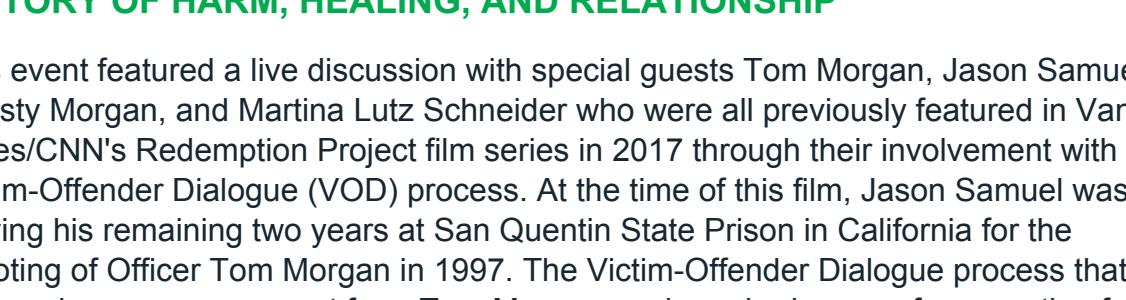 TORY OF HARM, HEALING, AND RELATIONSHIP
event featured a live discussion with special guests Tom Morgan, Jason Samue
sty Morgan, and Martina Lutz Schneider who were all previously featured in Van
es/CNN's Redemption Project film series in 2017 through their involvement with
im-Offender Dialogue (VOD) process. At the time of this film, Jason Samuel was
ing his remaining two years at San Quentin State Prison in California for the
oting of Officer Tom Morgan in 1997. The Victim-Offender Dialogue process that